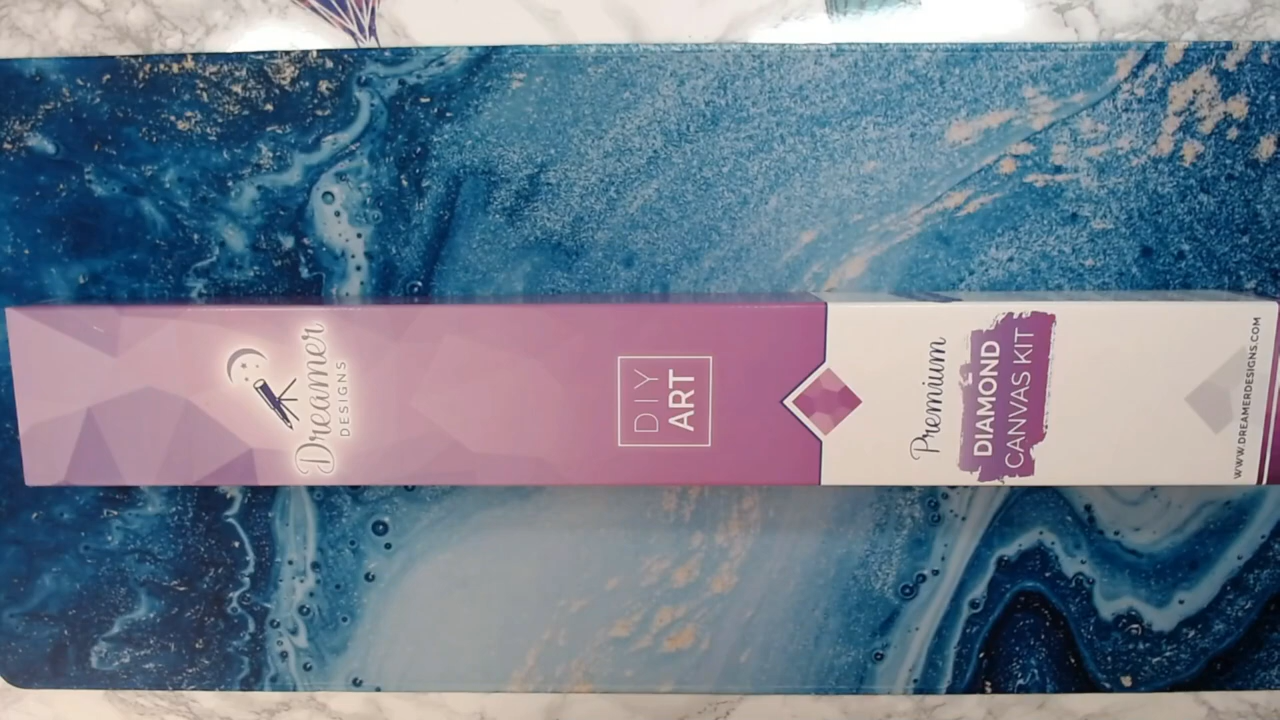 Dreamer
DESIGNS
DIY
ART
Premium
DIAMOND
CANVAS KIT
WWW.DREAMERDESIGNS.COM